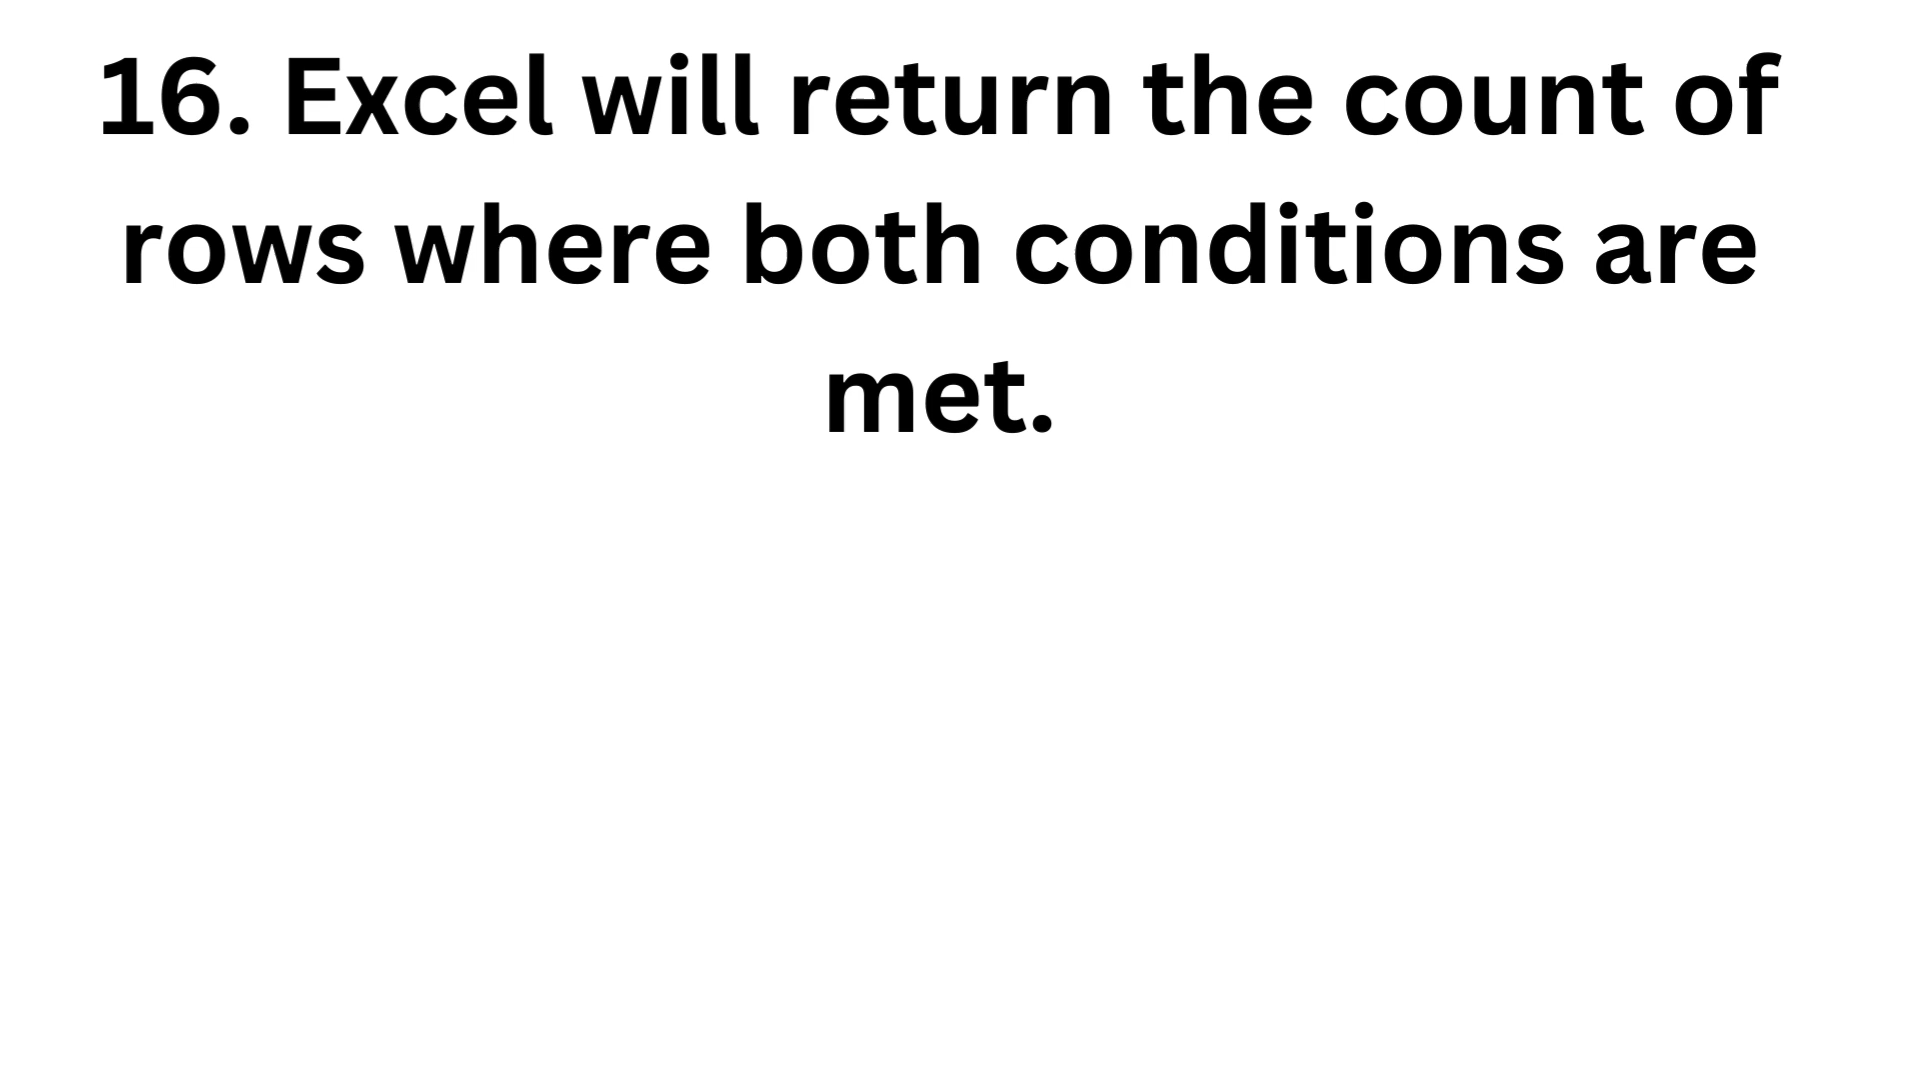 16. Excel will return the count of
rows where both conditions are
met.